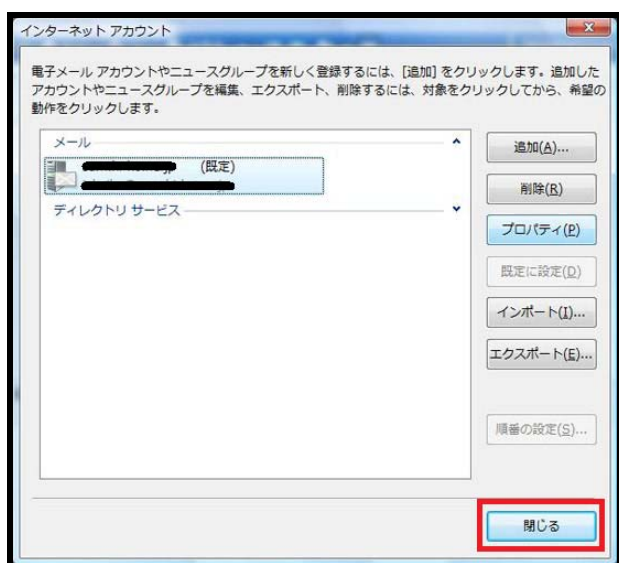 インターネット アカウント
電子メール アカウントやニュースグループを新しく登録するには、[追加] をクリックします。追加した
アカウントやニュースグループを編集、エクスポート、削除するには、対象をクリックしてから、希望の
動作をクリックします。
メール
(既定)
ディレクトリ サービス
追加(A)...
削除(R)
プロパティ(P)
既定に設定(D)
インポート(I)...
エクスポート(E)...
順番の設定(S)...
閉じる